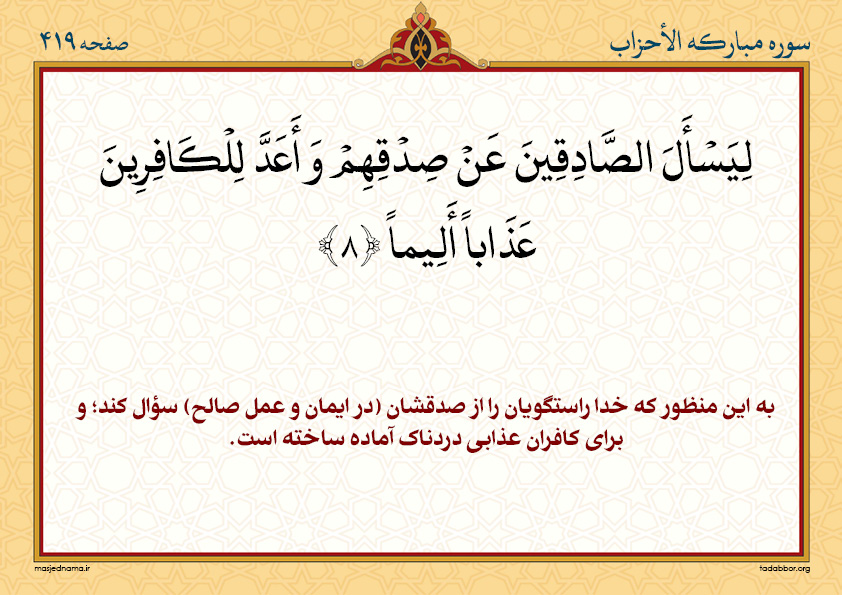 سوره مبارکه الأحزاب
صفحه ۴۱۹
لِيَسْأَلَ الصَّادِقِينَ عَنْ صِدْقِهِمْ وَ أَعَدَّ لِلْكَافِرِينَ
عَذَاباً أَلِيماً ﴿۸﴾
به این منظور که خدا راستگویان را از صدقشان (در ایمان و عمل صالح) سؤال کند؛ و
برای کافران عذابی دردناک آماده ساخته است.
masjednama.ir
tadabbor.org